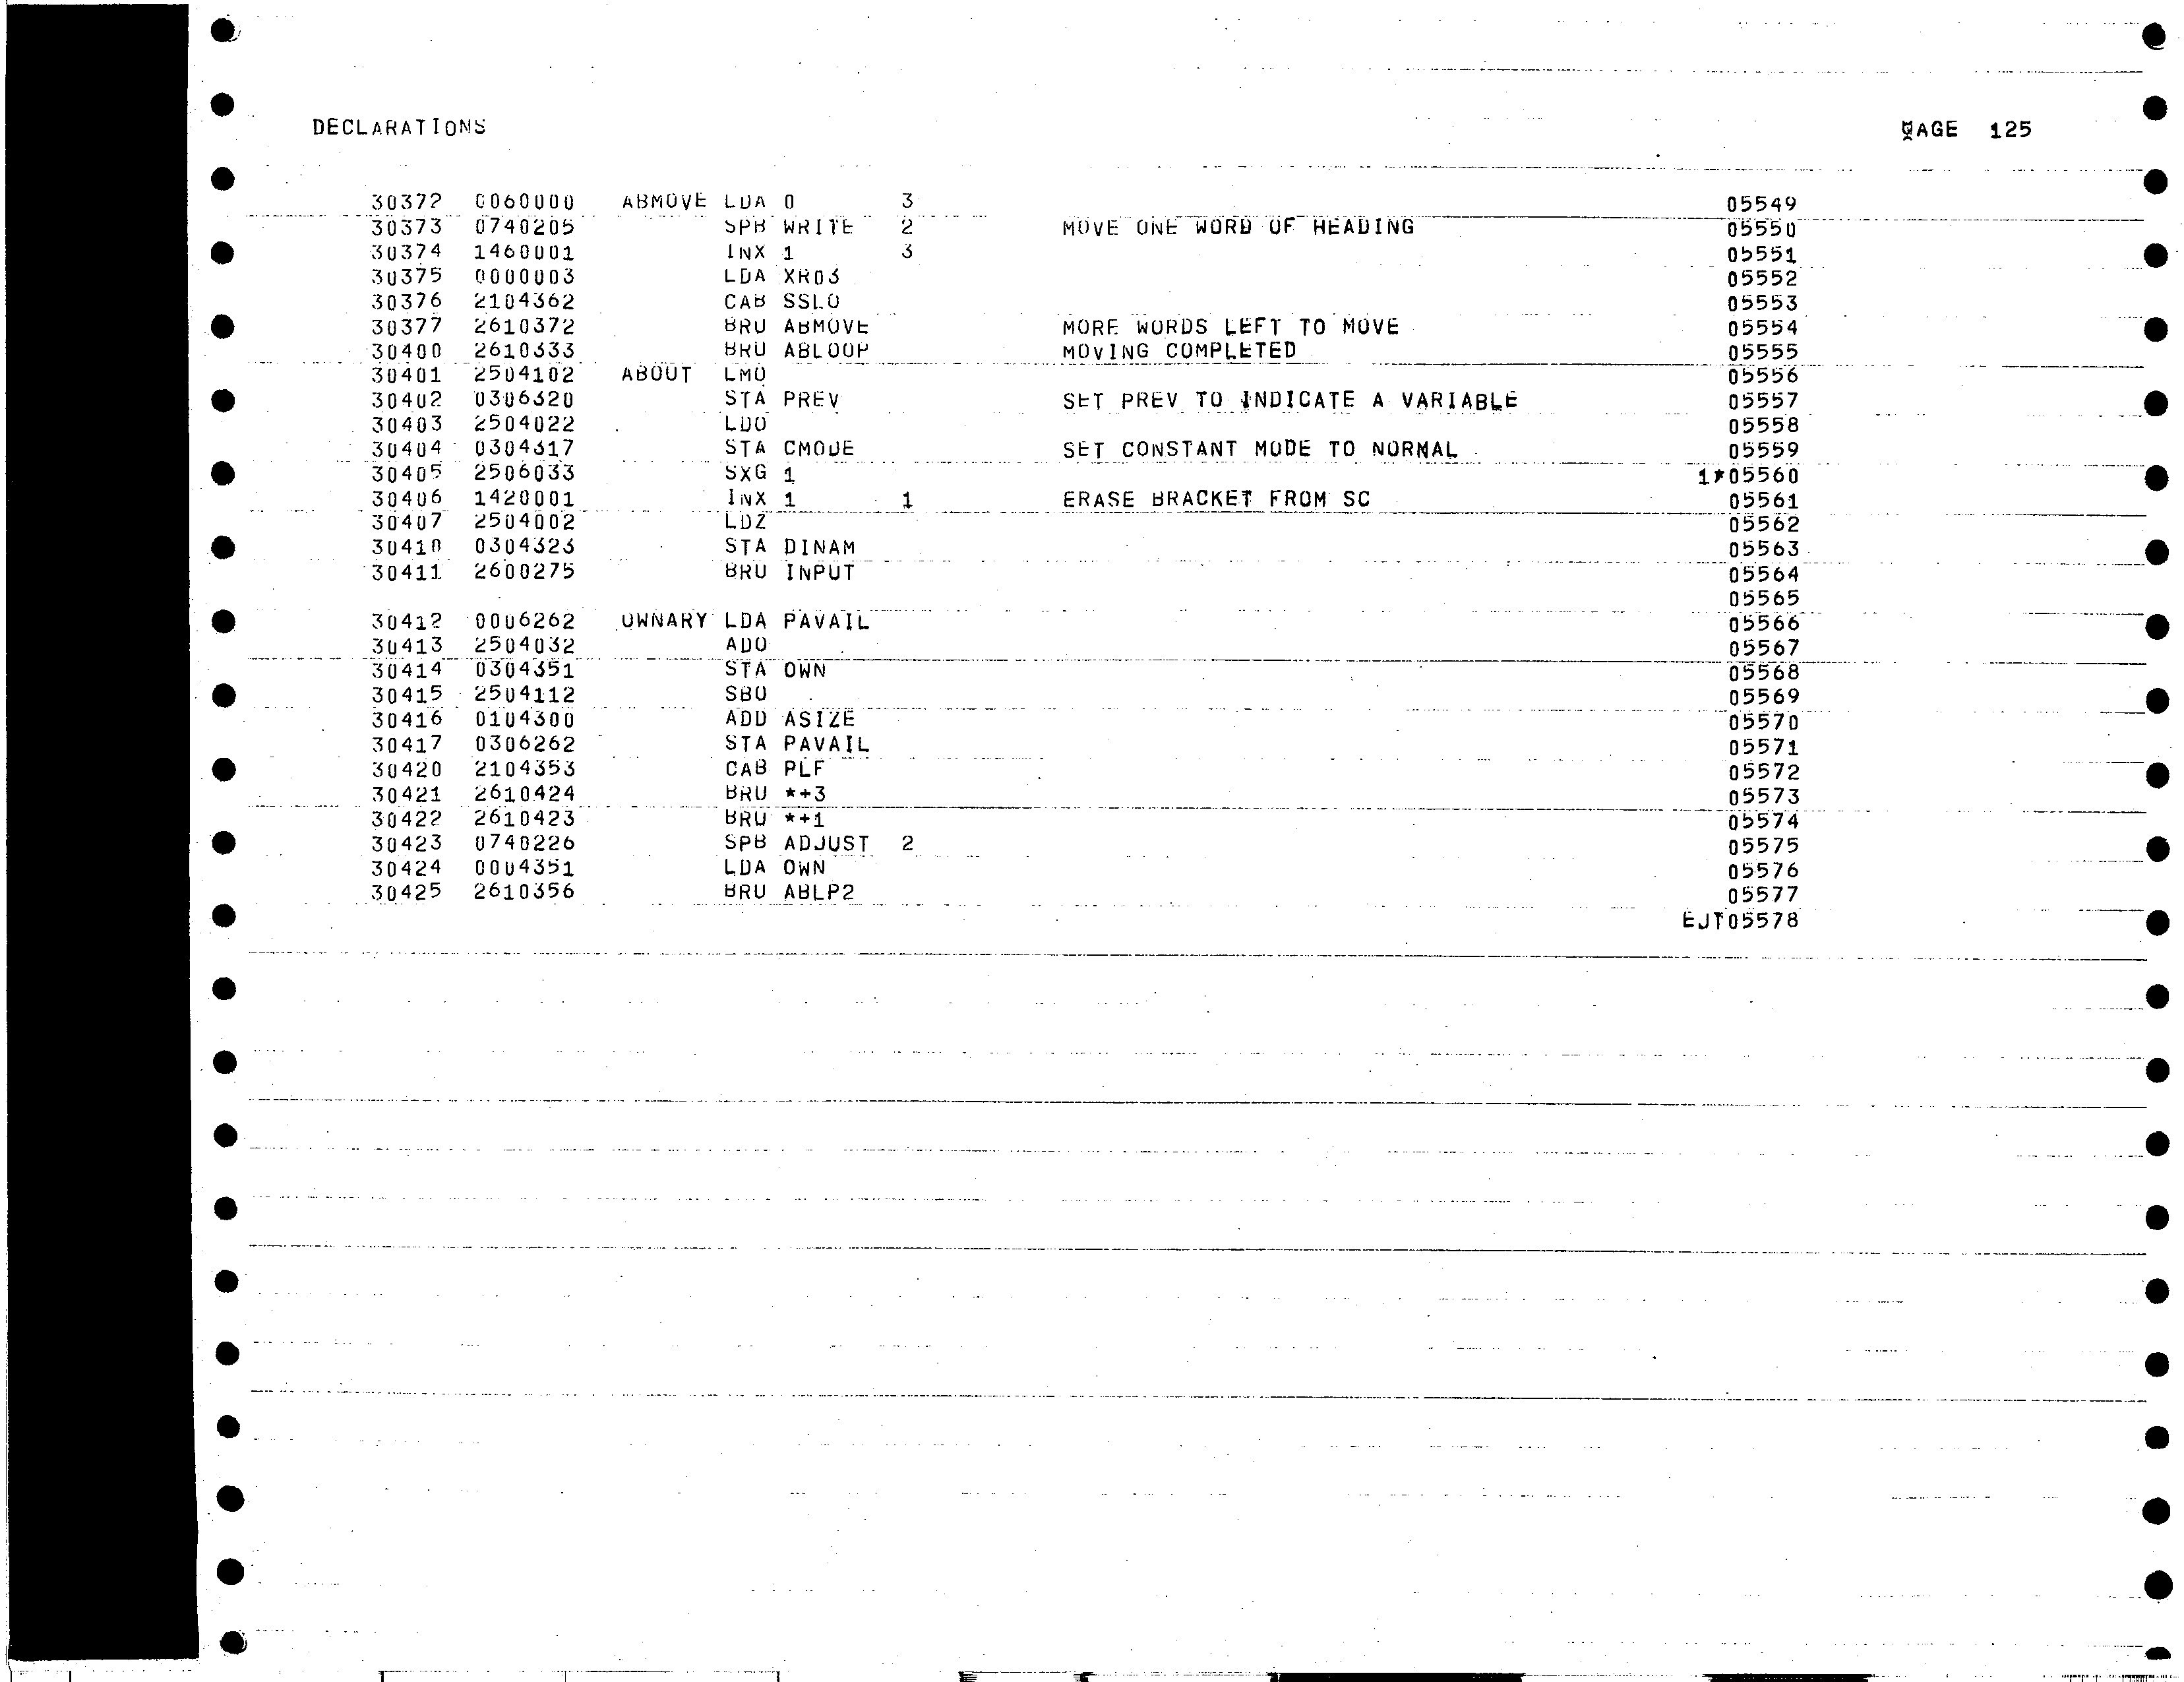 DECLARATIONS PAGE 125
30372 0060000 ABMOVE LDA 0 3 05549
30373 0740205 SPB WRITE 2 MOVE ONE WORD OF HEADING 05550
30374 1460001 INX 1 3 05551
30375 0000003 LDA XR03 05552
30376 2104362 CAB SSLO 05553
30377 2610372 BRU ABMOVE MORE WORDS LEFT TO MOVE 05554
30400 2610333 BRU ABLOOP MOVING COMPLETED 05555
30401 2504102 ABOUT LMO 05556
30402 0306320 STA PREV SET PREV TO INDICATE A VARIABLE 05557
30403 2504022 LDO 05558
30404 0304317 STA CMODE SET CONSTANT MODE TO NORMAL 05559
30405 2506033 SXG 1 1*05560
30406 1420001 INX 1 1 ERASE BRACKET FROM SC 05561
30407 2504002 LDZ 05562
30410 0304323 STA DINAM 05563
30411 2600275 BRU INPUT 05564
05565
30412 0006262 OWNARY LDA PAVAIL 05566
30413 2504032 ADO 05567
30414 0304351 STA OWN 05568
30415 2504112 SBO 05569
30416 0104300 ADD ASIZE 05570
30417 0306262 STA PAVAIL 05571
30420 2104353 CAB PLF 05572
30421 2610424 BRU *+3 05573
30422 2610423 BRU *+1 05574
30423 0740226 SPB ADJUST 2 05575
30424 0004351 LDA OWN 05576
30425 2610356 BRU ABLP2 05577
EJT05578